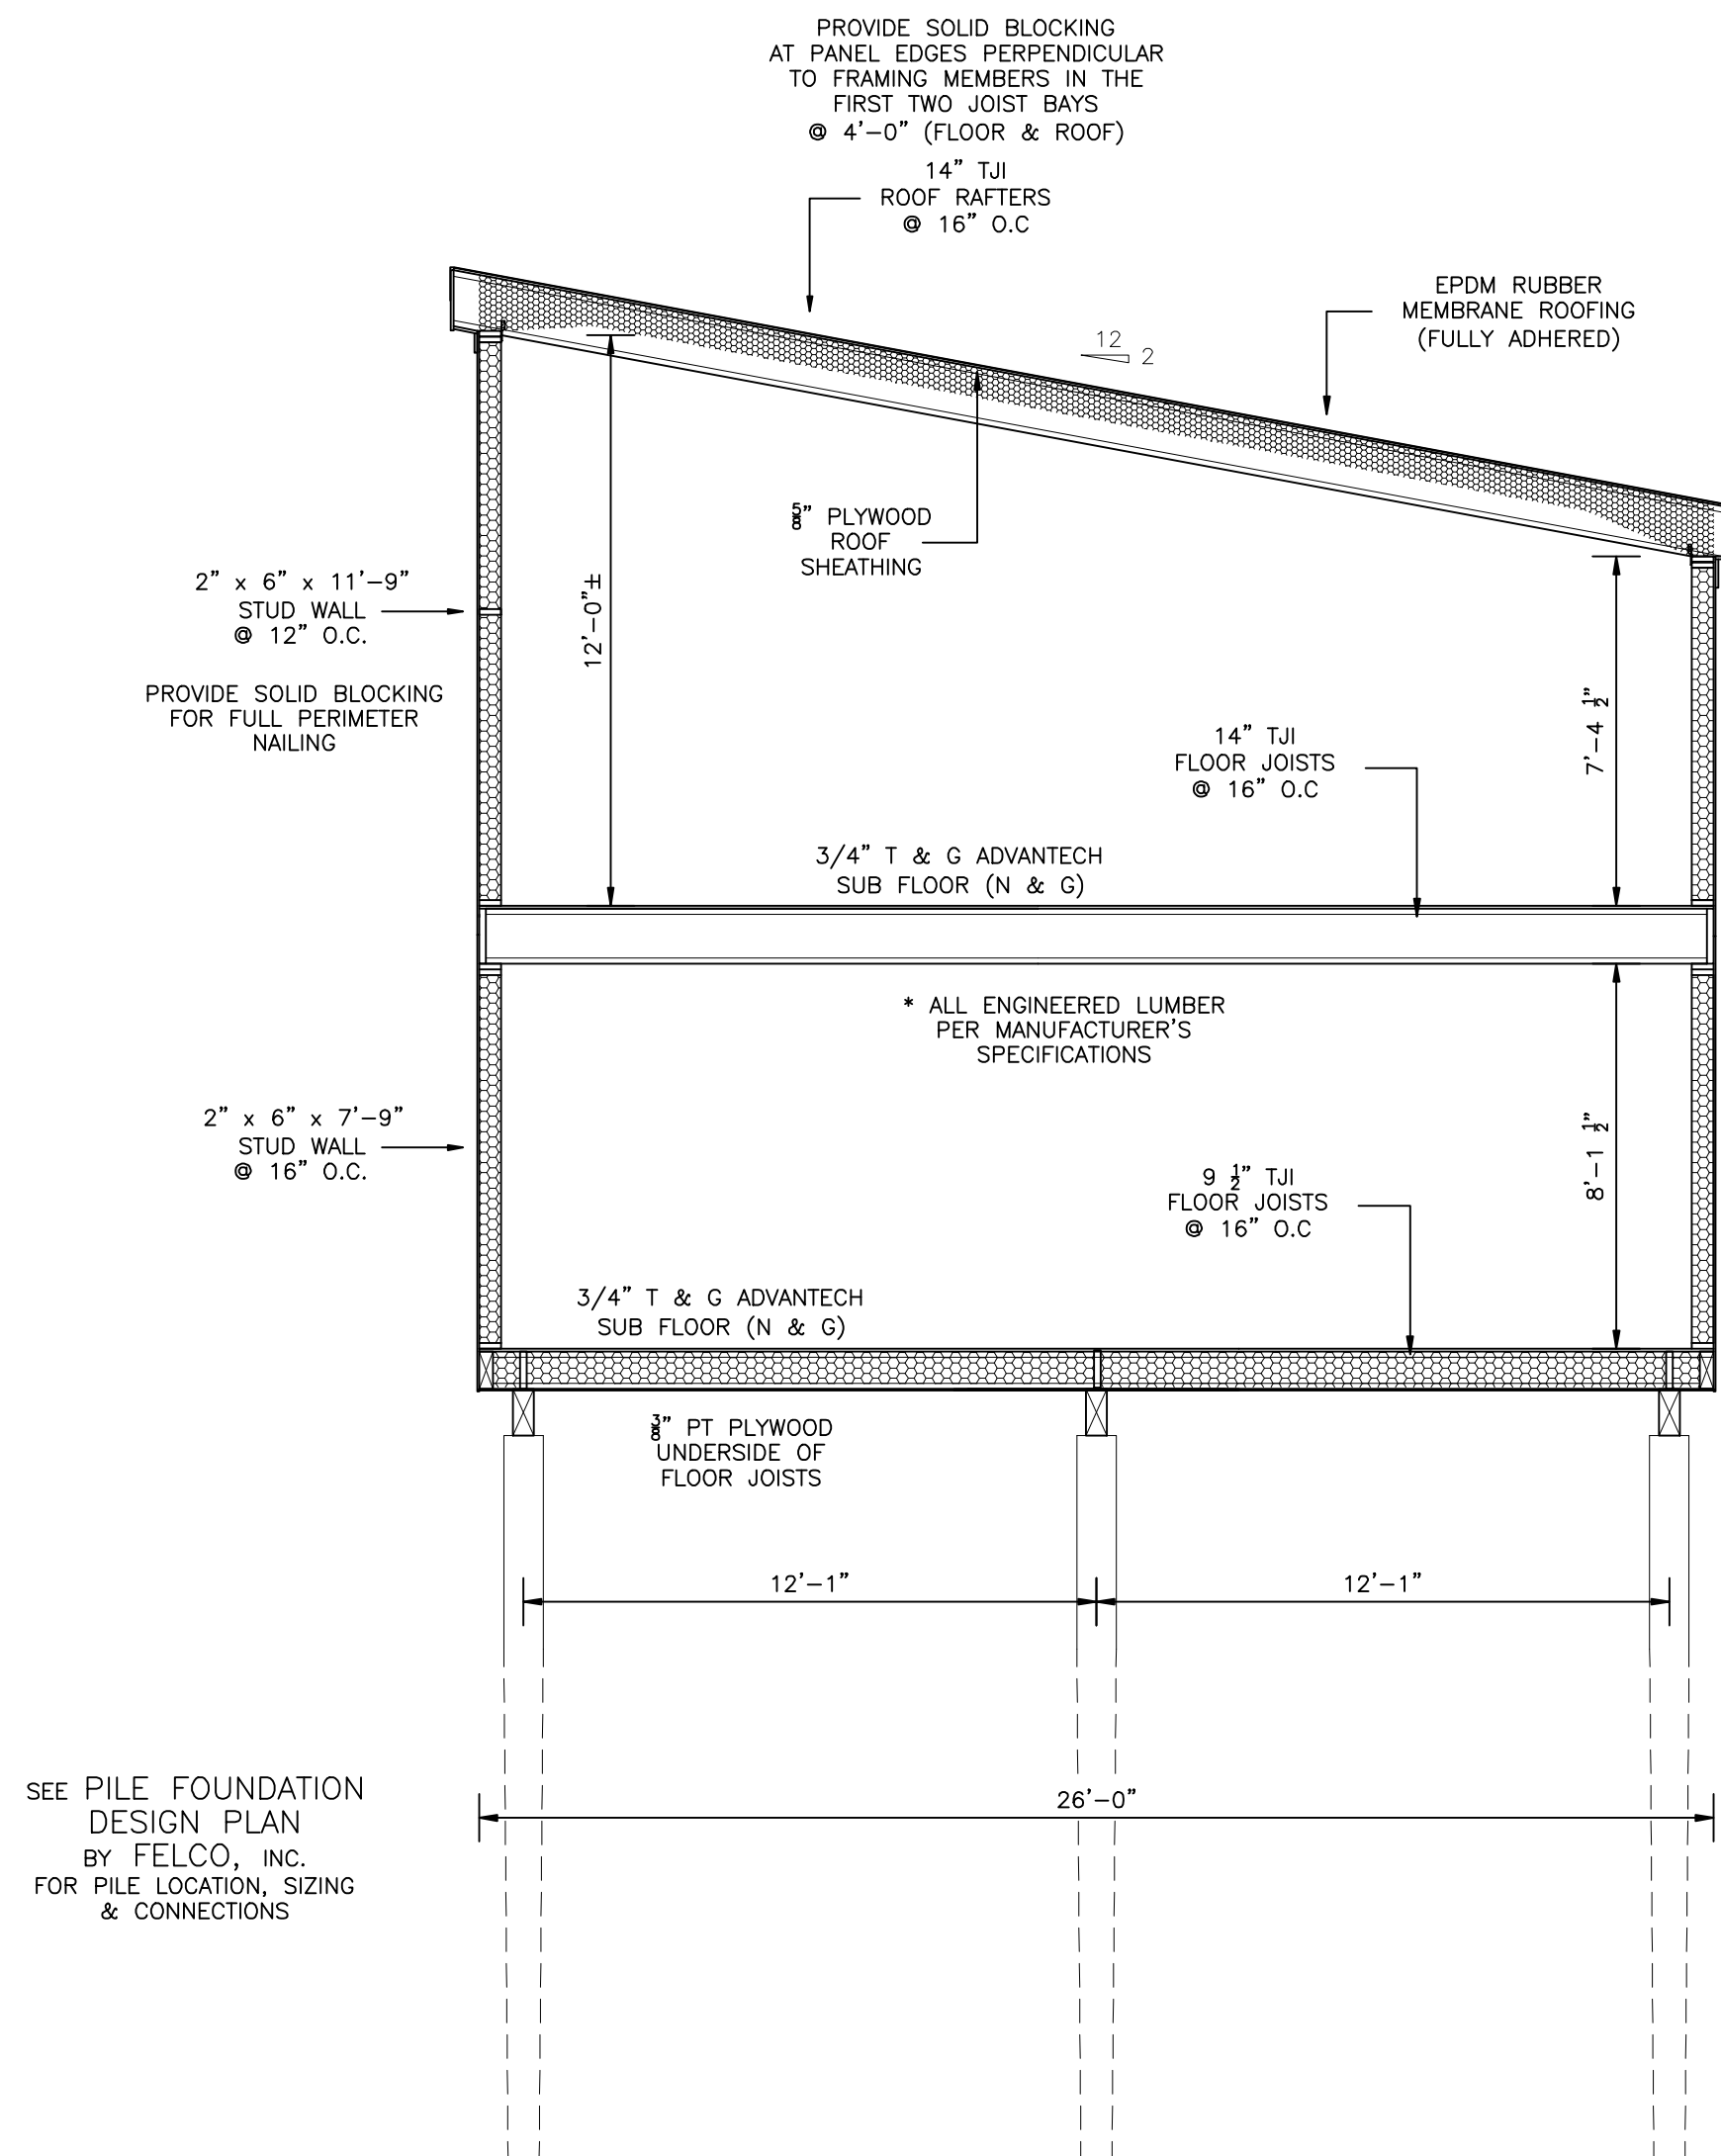 PROVIDE SOLID BLOCKING
AT PANEL EDGES PERPENDICULAR
TO FRAMING MEMBERS IN THE
FIRST TWO JOIST BAYS
@ 4'-0" (FLOOR & ROOF)
14" TJI
ROOF RAFTERS
@ 16" O.C
EPDM RUBBER
MEMBRANE ROOFING
(FULLY ADHERED)
12
2
5/8" PLYWOOD
ROOF
SHEATHING
2" x 6" x 11'-9"
STUD WALL
@ 12" O.C.
12'-0"±
PROVIDE SOLID BLOCKING
FOR FULL PERIMETER
NAILING
7'-4 1/2"
14" TJI
FLOOR JOISTS
@ 16" O.C
3/4" T & G ADVANTECH
SUB FLOOR (N & G)
* ALL ENGINEERED LUMBER
PER MANUFACTURER'S
SPECIFICATIONS
2" x 6" x 7'-9"
STUD WALL
@ 16" O.C.
8'-1 1/2"
9 1/2" TJI
FLOOR JOISTS
@ 16" O.C
3/4" T & G ADVANTECH
SUB FLOOR (N & G)
3/8" PT PLYWOOD
UNDERSIDE OF
FLOOR JOISTS
12'-1"
12'-1"
26'-0"
SEE PILE FOUNDATION
DESIGN PLAN
BY FELCO, INC.
FOR PILE LOCATION, SIZING
& CONNECTIONS